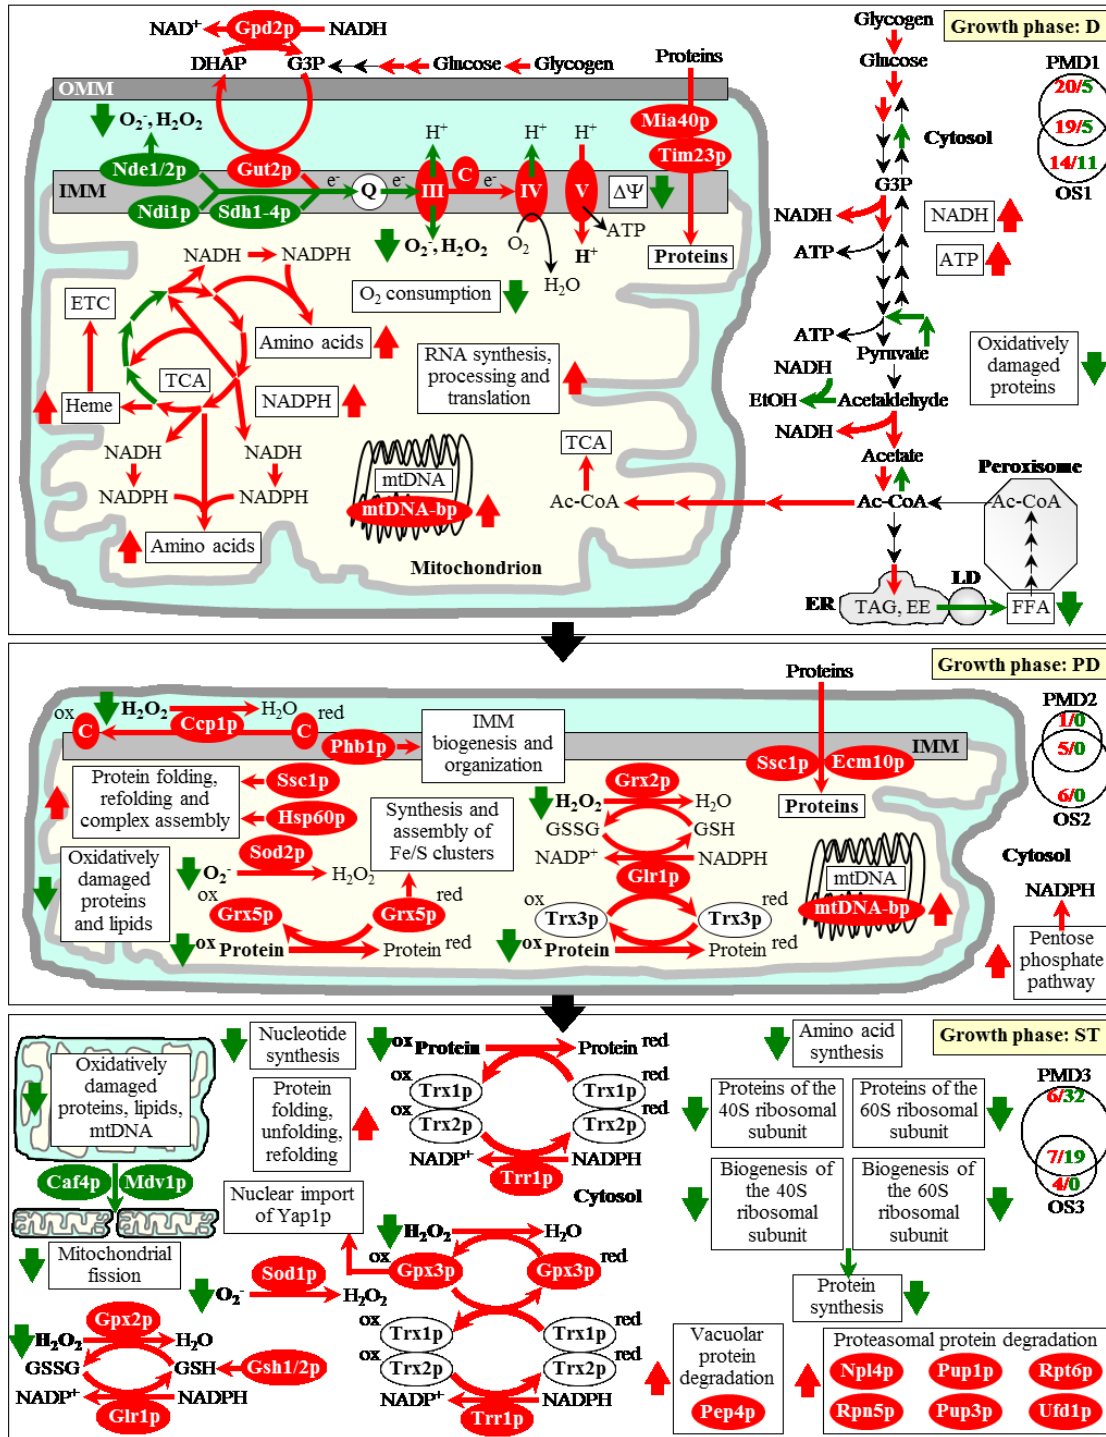 Growth phase: D
NAD+
Gpd2p
NADH
DHAP
G3P
Glucose
Glycogen
Proteins
OMM
O2-, H2O2
H+
H+
H+
Mia40p
Tim23p
Nde1/2p
Gut2p
C
IMM
e-
Q
e-
III
e-
IV
V
ΔΨ
Ndi1p
Sdh1-4p
O2-, H2O2
O2
H2O
ATP
H+
Proteins
NADH
NADPH
O2 consumption
ETC
Amino acids
RNA synthesis,
processing and
translation
TCA
Heme
NADPH
NADH
NADH
NADPH
NADPH
Amino acids
mtDNA
mtDNA-bp
TCA
Ac-CoA
Mitochondrion
Glycogen
Glucose
Cytosol
G3P
NADH
ATP
NADH
ATP
ATP
Pyruvate
NADH
EtOH
Acetaldehyde
NADH
Acetate
Ac-CoA
Peroxisome
Ac-CoA
Oxidatively
damaged
proteins
ER
TAG, EE
LD
FFA
PMD1
20/5
19/5
14/11
OS1
Growth phase: PD
Proteins
ox
H2O2
H2O
red
C
Ccp1p
C
Phb1p
IMM
biogenesis and
organization
IMM
Ssc1p
Ecm10p
Proteins
Protein folding,
refolding and
complex assembly
Ssc1p
Hsp60p
Synthesis and
assembly of
Fe/S clusters
Grx2p
H2O2
H2O
GSSG
GSH
NADP+
NADPH
Glr1p
Oxidatively
damaged
proteins
and lipids
Sod2p
O2-
H2O2
ox
red
Grx5p
Grx5p
ox Protein
Protein red
ox
red
Trx3p
Trx3p
ox Protein
Protein red
mtDNA
mtDNA-bp
PMD2
1/0
5/0
6/0
OS2
Cytosol
NADPH
Pentose
phosphate
pathway
Growth phase: ST
Oxidatively
damaged
proteins, lipids,
mtDNA
Caf4p
Mdv1p
Mitochondrial
fission
Nucleotide
synthesis
Protein
folding,
unfolding,
refolding
Nuclear import
of Yap1p
ox Protein
Protein red
ox
red
Trx1p
Trx1p
ox
red
Trx2p
Trx2p
NADP+
NADPH
Trr1p
Cytosol
H2O2
H2O
ox
red
Gpx3p
Gpx3p
ox
red
Trx1p
Trx1p
ox
red
Trx2p
Trx2p
NADP+
NADPH
Trr1p
Sod1p
O2-
H2O2
Gpx2p
H2O2
H2O
GSSG
GSH
Gsh1/2p
NADP+
NADPH
Glr1p
Amino acid
synthesis
Proteins of the
40S ribosomal
subunit
Proteins of the
60S ribosomal
subunit
Biogenesis of
the 40S
ribosomal
subunit
Biogenesis of
the 60S
ribosomal
subunit
Protein
synthesis
PMD3
6/32
7/19
4/0
OS3
Vacuolar
protein
degradation
Pep4p
Proteasomal protein degradation
Npl4p
Pup1p
Rpt6p
Rpn5p
Pup3p
Ufd1p